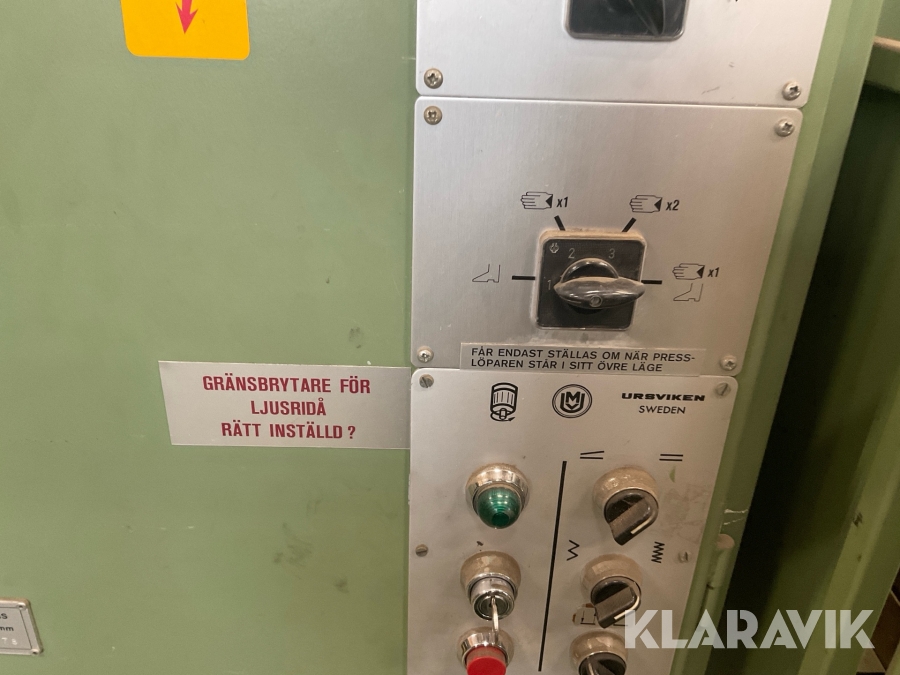 x1
x2
2
3
1
x1
FÅR ENDAST STÄLLAS OM NÄR PRESS-
LÖPAREN STÅR I SITT ÖVRE LÄGE
GRÄNSBRYTARE FÖR
LJUSRIDÅ
RÄTT INSTÄLLD?
URSVIKEN
SWEDEN
mm
KLARAVIK